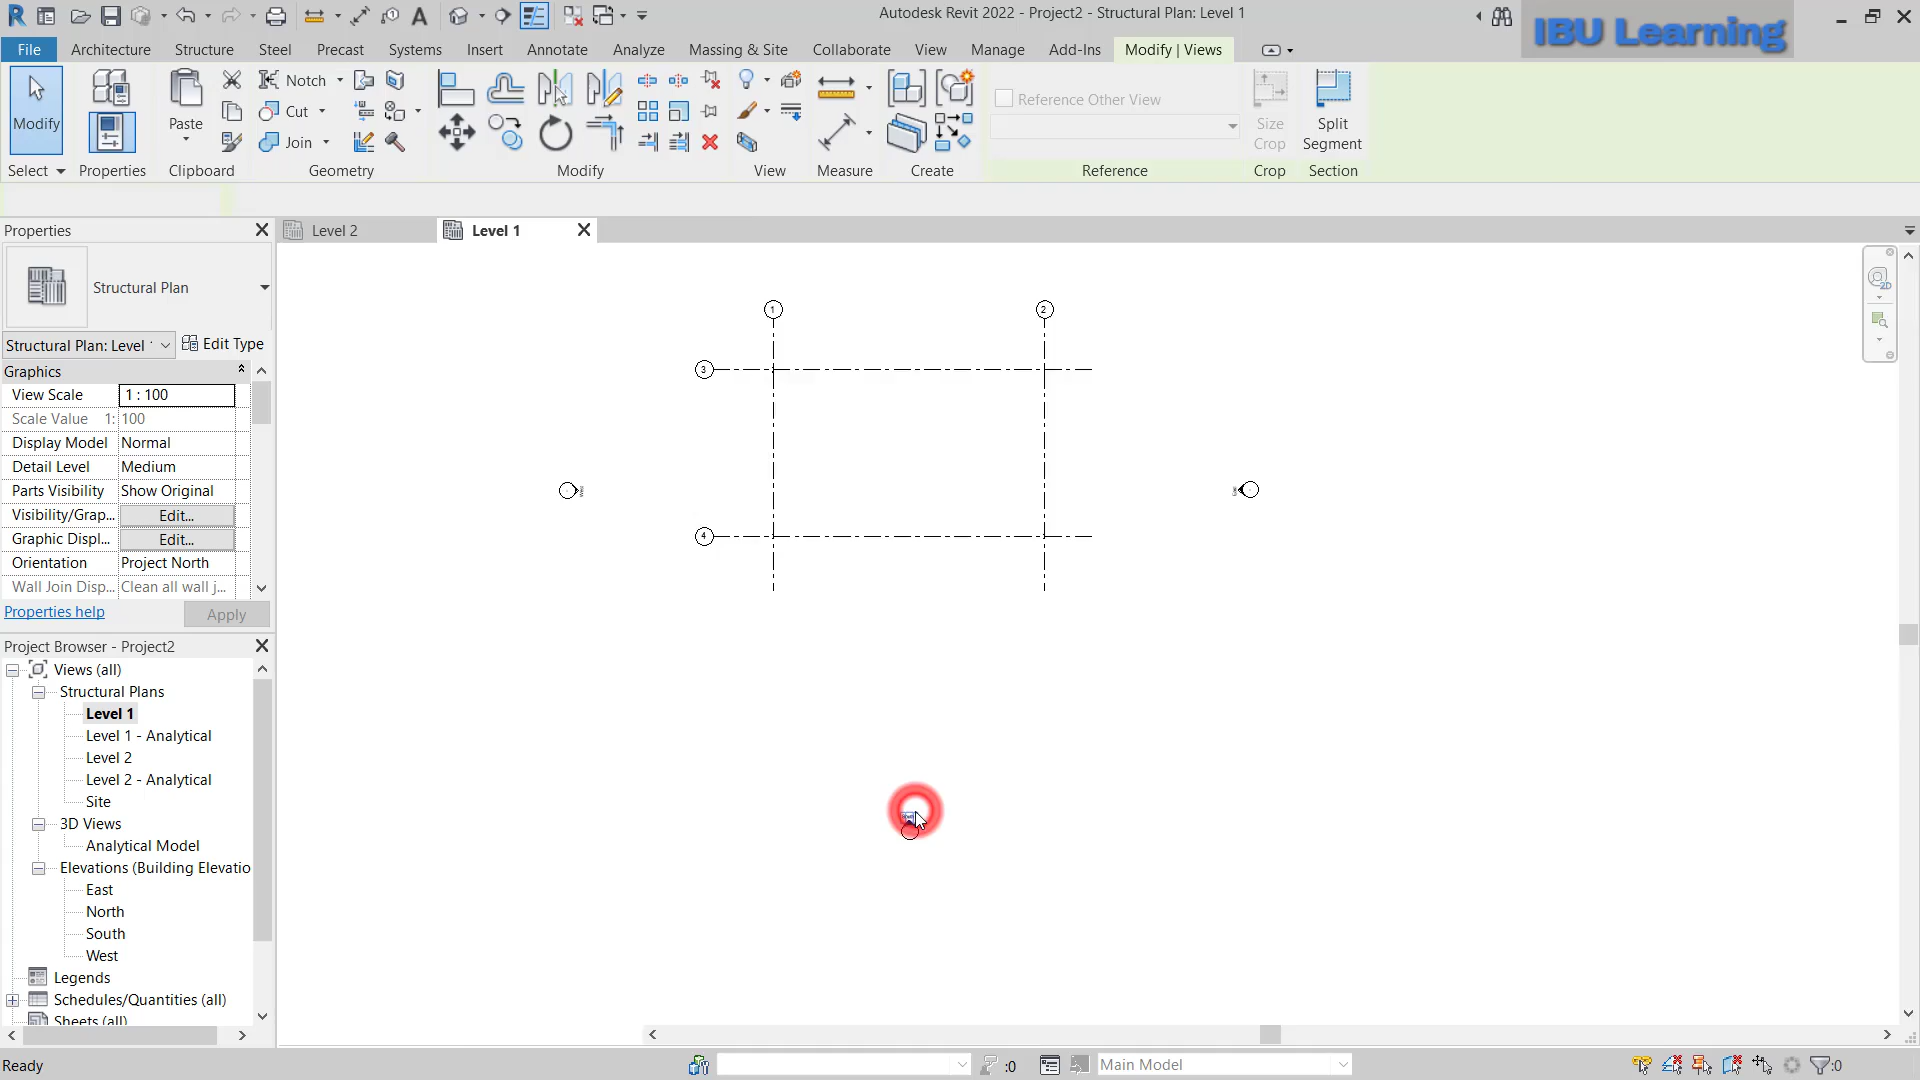 Autodesk Revit 2022 - Project2 - Structural Plan: Level 1
IBU Learning
File Architecture Structure Steel Precast Systems Insert Annotate Analyze Massing & Site Collaborate View Manage Add-Ins Modify | Views
Modify
Paste
Notch
Cut
Join
Reference Other View
Size
Crop
Split
Segment
Select Properties Clipboard Geometry Modify View Measure Create Reference Crop Section
Properties
Level 2
Level 1
Structural Plan
Structural Plan: Level
Edit Type
Graphics
View Scale 1 : 100
Scale Value 1: 100
Display Model Normal
Detail Level Medium
Parts Visibility Show Original
Visibility/Grap... Edit...
Graphic Displ... Edit...
Orientation Project North
Wall Join Disp... Clean all wall j...
Properties help
Apply
1
2
3
4
2D
Project Browser - Project2
Views (all)
Structural Plans
Level 1
Level 1 - Analytical
Level 2
Level 2 - Analytical
Site
3D Views
Analytical Model
Elevations (Building Elevatio
East
North
South
West
Legends
Schedules/Quantities (all)
Sheets (all)
Ready
:0
Main Model
:0